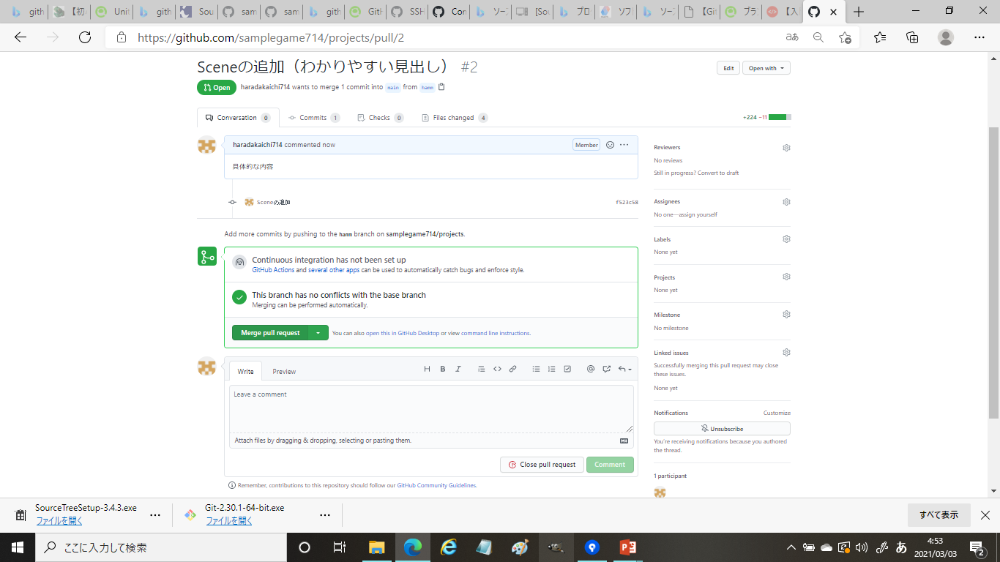 gith
【初
Unit
gith
Sou
sam
sam
gith
GitH
SSH
Con
ソー
[Sou
プロ
ソフ
ソー
【Git
ブラ
【入
https://github.com/samplegame714/projects/pull/2
Sceneの追加（わかりやすい見出し） #2
Edit
Open with
Open
haradakaichi714 wants to merge 1 commit into main from hamm
Conversation 0
Commits 1
Checks 0
Files changed 4
+224 −11
haradakaichi714 commented now
Member
具体的な内容
Sceneの追加
f523c58
Add more commits by pushing to the hamm branch on samplegame714/projects.
Continuous integration has not been set up
GitHub Actions and several other apps can be used to automatically catch bugs and enforce style.
This branch has no conflicts with the base branch
Merging can be performed automatically.
Merge pull request
You can also open this in GitHub Desktop or view command line instructions.
Write
Preview
Leave a comment
Attach files by dragging & dropping, selecting or pasting them.
Close pull request
Comment
Remember, contributions to this repository should follow our GitHub Community Guidelines.
Reviewers
No reviews
Still in progress? Convert to draft
Assignees
No one—assign yourself
Labels
None yet
Projects
None yet
Milestone
No milestone
Linked issues
Successfully merging this pull request may close
these issues.
None yet
Notifications
Customize
Unsubscribe
You're receiving notifications because you authored
the thread.
1 participant
SourceTreeSetup-3.4.3.exe
ファイルを開く
Git-2.30.1-64-bit.exe
ファイルを開く
すべて表示
ここに入力して検索
あ
4:53
2021/03/03
2